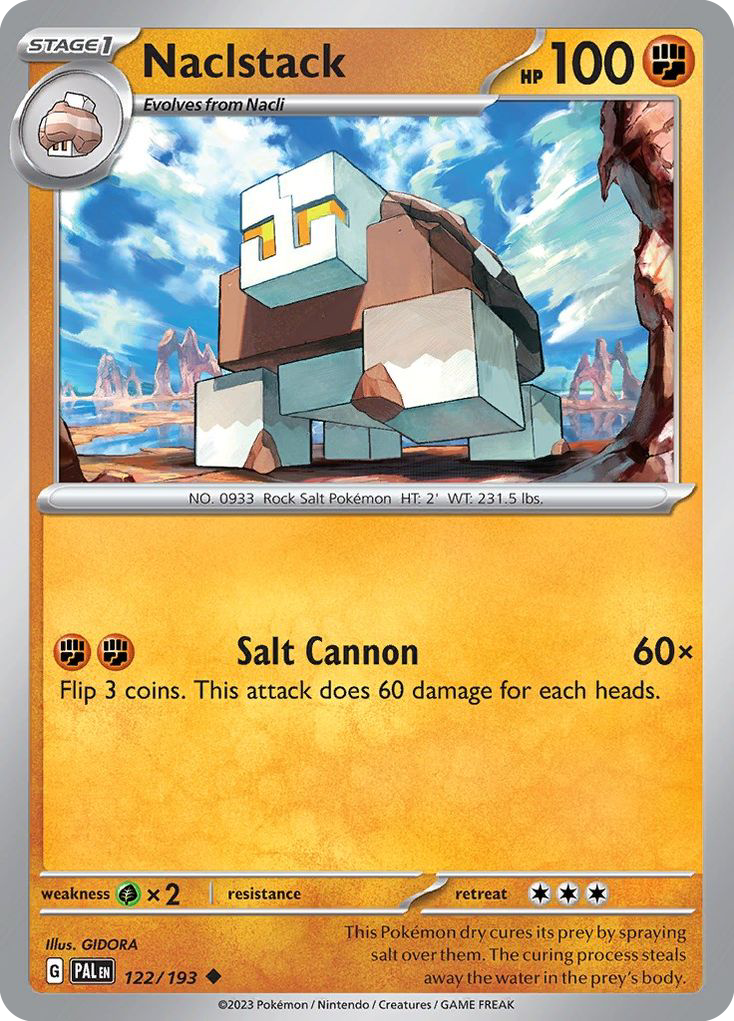 STAGE1
Naclstack
HP 100
Evolves from Nacli
NO. 0933 Rock Salt Pokémon HT: 2' WT: 231.5 lbs.
Salt Cannon 60×
Flip 3 coins. This attack does 60 damage for each heads.
weakness ×2 resistance retreat
Illus. GIDORA
This Pokémon dry cures its prey by spraying
salt over them. The curing process steals
away the water in the prey's body.
G PAL EN 122/193
©2023 Pokémon / Nintendo / Creatures / GAME FREAK